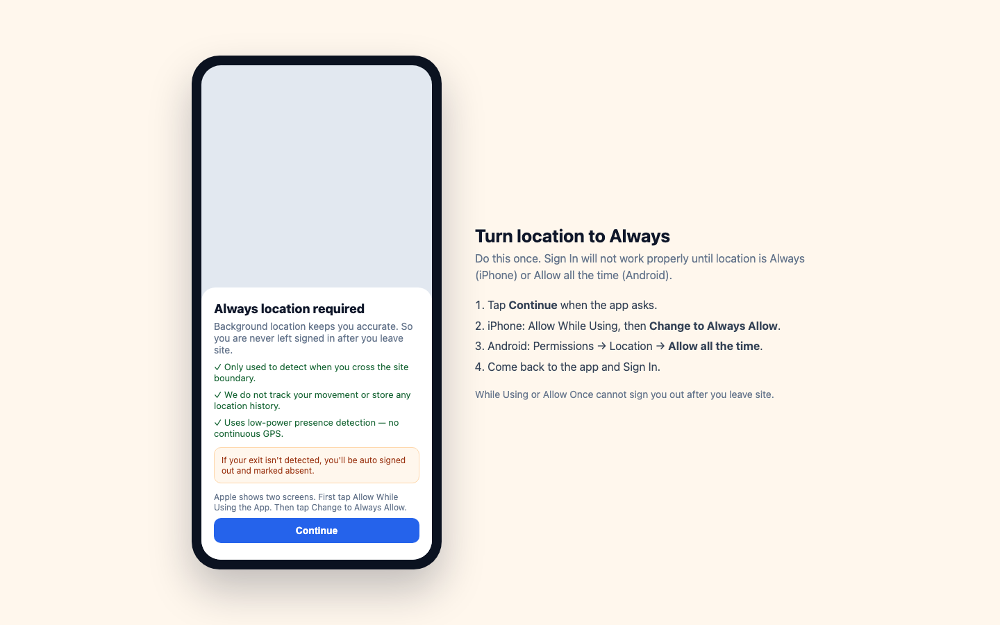 Always location required
Background location keeps you accurate. So
you are never left signed in after you leave
site.
✓ Only used to detect when you cross the site
boundary.
✓ We do not track your movement or store any
location history.
✓ Uses low-power presence detection — no
continuous GPS.
If your exit isn't detected, you'll be auto signed
out and marked absent.
Apple shows two screens. First tap Allow While
Using the App. Then tap Change to Always Allow.
Continue
Turn location to Always
Do this once. Sign In will not work properly until location is Always
(iPhone) or Allow all the time (Android).
1. Tap Continue when the app asks.
2. iPhone: Allow While Using, then Change to Always Allow.
3. Android: Permissions → Location → Allow all the time.
4. Come back to the app and Sign In.
While Using or Allow Once cannot sign you out after you leave site.